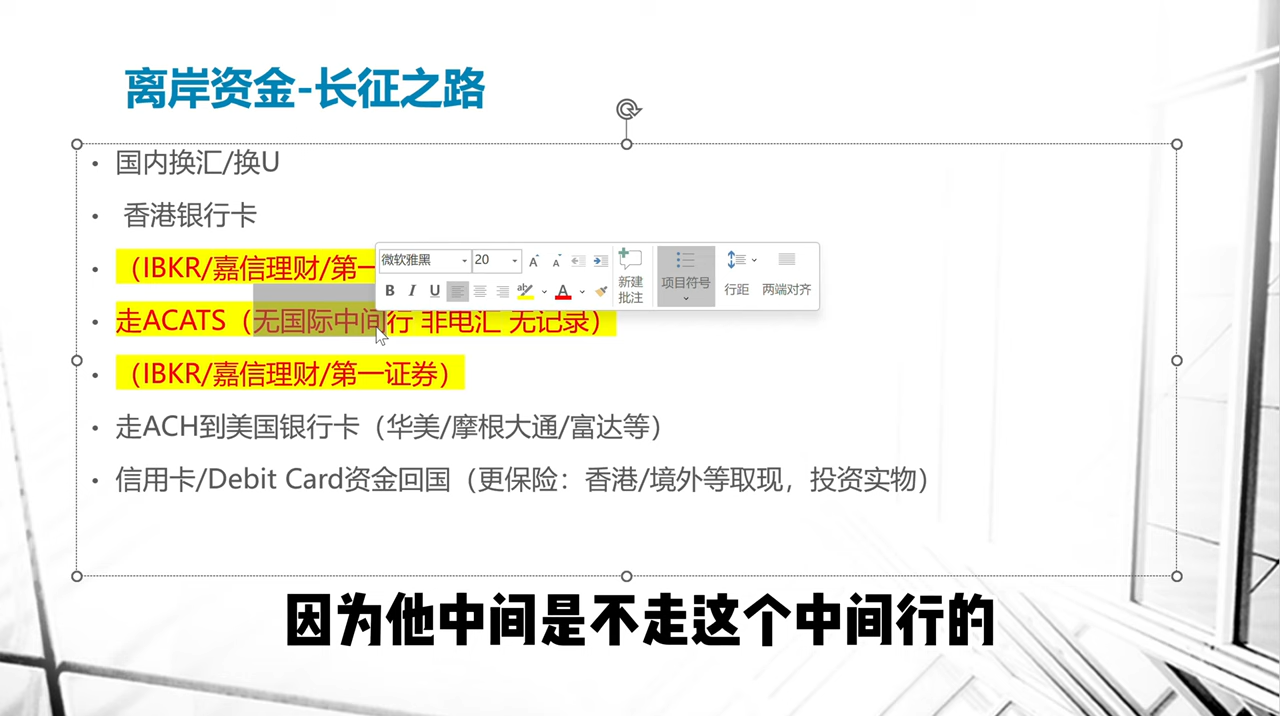 离岸资金-长征之路
• 国内换汇/换U
• 香港银行卡
• （IBKR/嘉信理财/第一
微软雅黑 20 A A 新建批注 项目符号 行距 两端对齐
B I U ab A
• 走ACATS（无国际中间行 非电汇 无记录）
• （IBKR/嘉信理财/第一证券）
• 走ACH到美国银行卡（华美/摩根大通/富达等）
• 信用卡/Debit Card资金回国（更保险：香港/境外等取现，投资实物）
因为他中间是不走这个中间行的